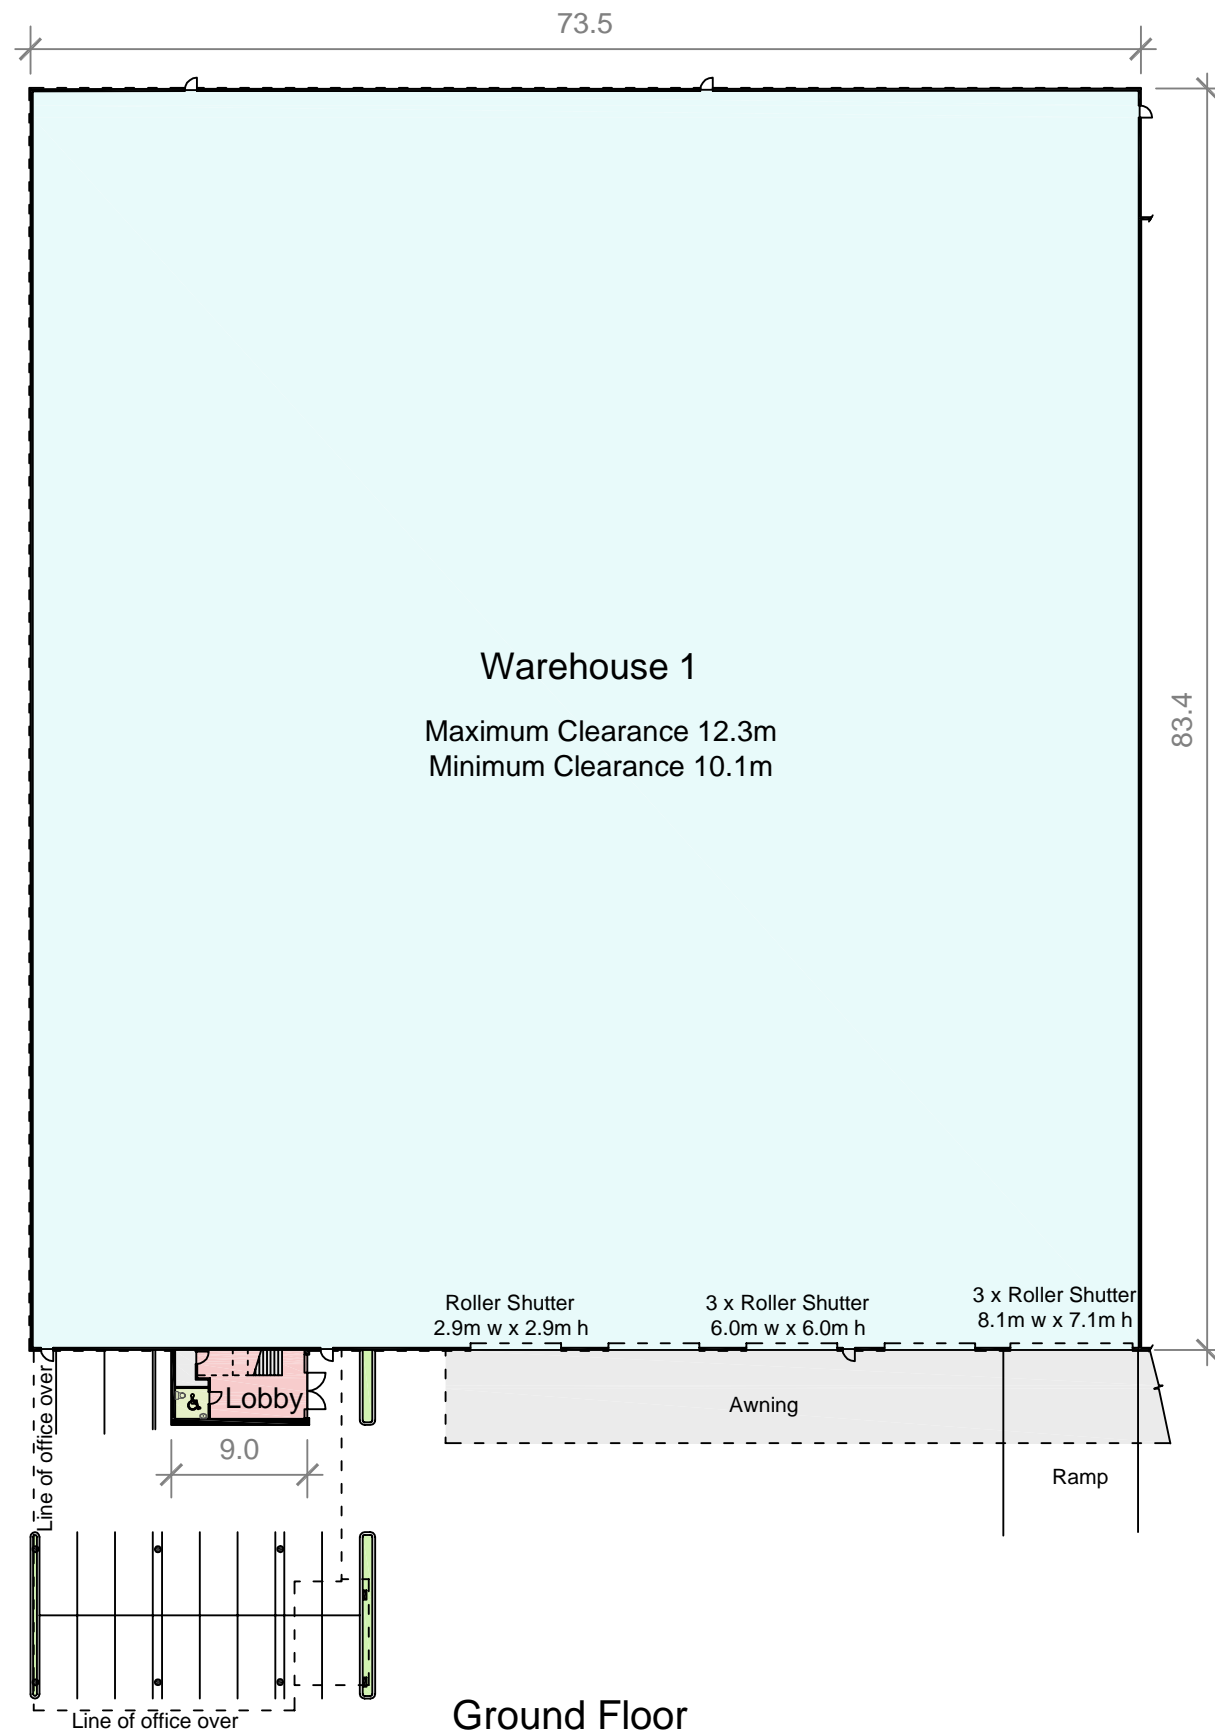 73.5
Warehouse 1
Maximum Clearance 12.3m
Minimum Clearance 10.1m
83.4
Roller Shutter
2.9m w x 2.9m h
3 x Roller Shutter
6.0m w x 6.0m h
3 x Roller Shutter
8.1m w x 7.1m h
Lobby
Awning
9.0
Line of office over
Ramp
Line of office over
Ground Floor